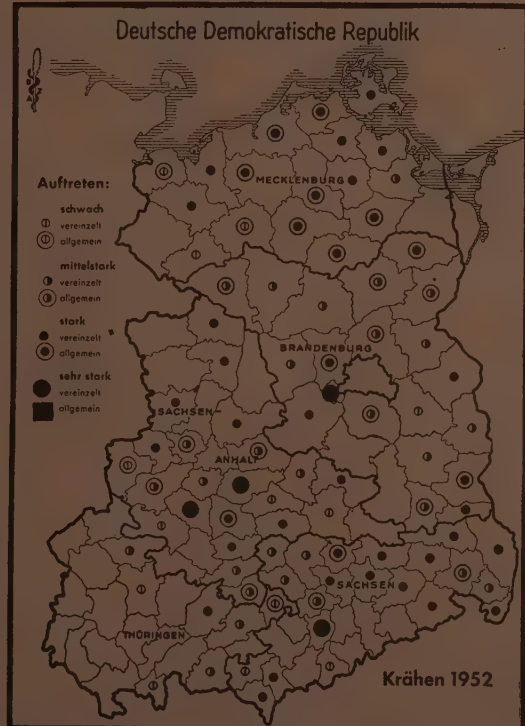 Deutsche Demokratische Republik
MECKLENBURG
Auftreten:
schwach
vereinzelt
allgemein
mittelstark
vereinzelt
allgemein
stark
vereinzelt
allgemein
sehr stark
vereinzelt
allgemein
BRANDENBURG
SACHSEN
ANHALT
SACHSEN
THÜRINGEN
Krähen 1952